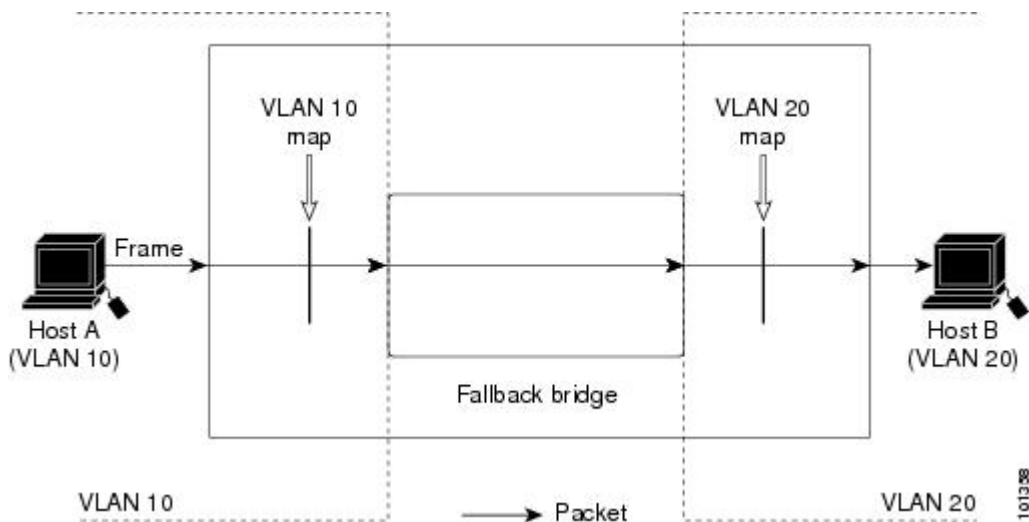 VLAN 10
map
VLAN 20
map
Frame
Host A
(VLAN 10)
Host B
(VLAN 20)
Fallback bridge
VLAN 10
Packet
VLAN 20
101358